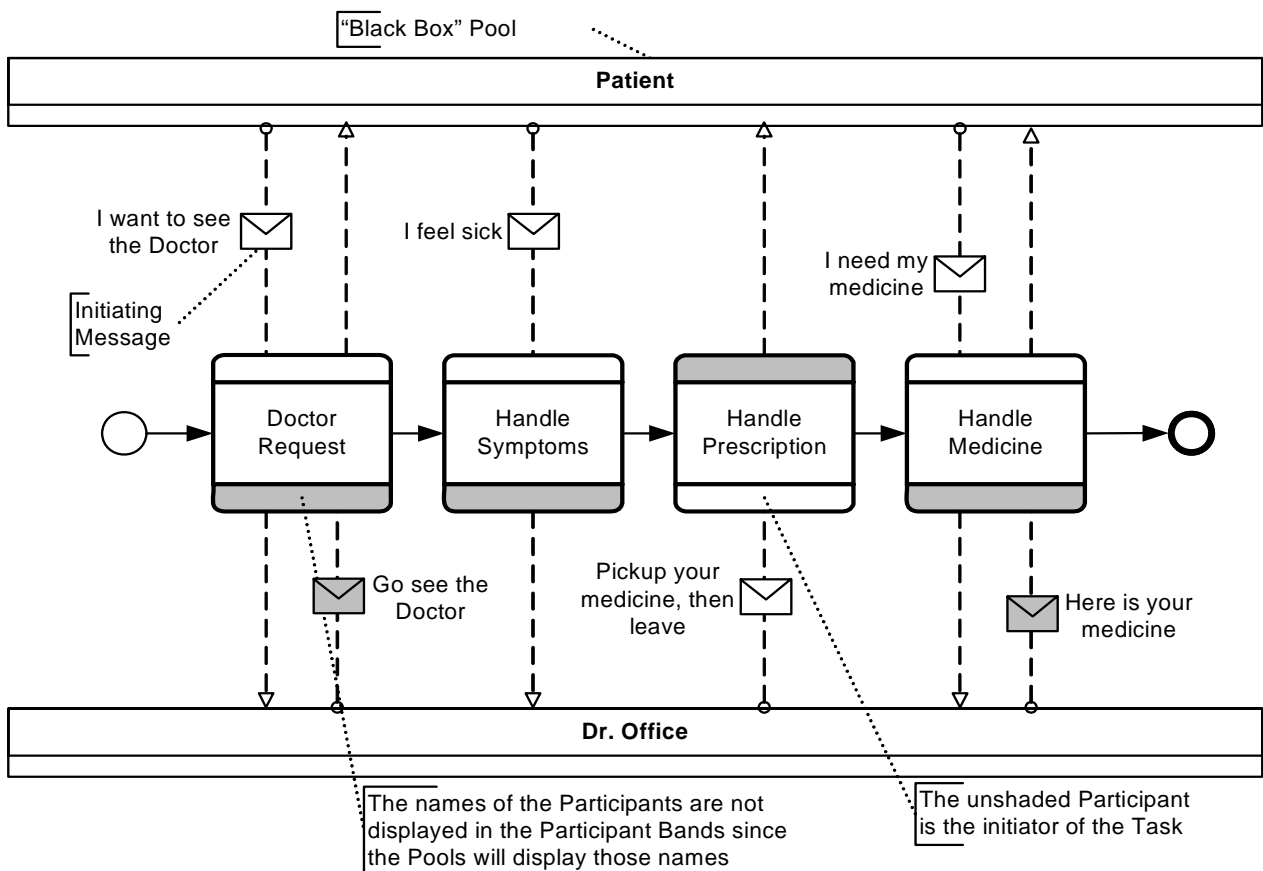 “Black Box” Pool
Patient
I want to see
the Doctor
I feel sick
I need my
medicine
Initiating
Message
Doctor
Request
Handle
Symptoms
Handle
Prescription
Handle
Medicine
Go see the
Doctor
Pickup your
medicine, then
leave
Here is your
medicine
Dr. Office
The names of the Participants are not
displayed in the Participant Bands since
the Pools will display those names
The unshaded Participant
is the initiator of the Task